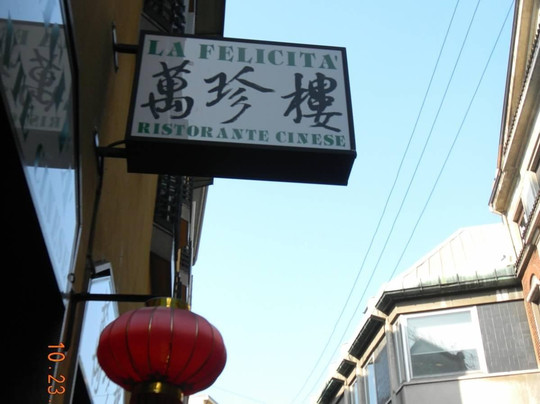 LA FELICITA'
萬珍樓
RISTORANTE CINESE
10.23